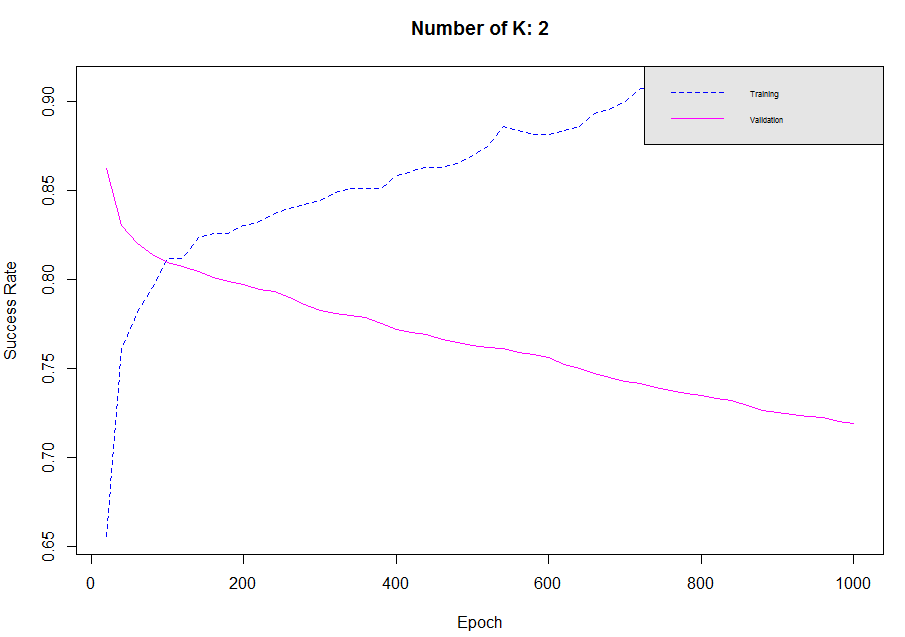 Number of K: 2
Training
Validation
0.90
0.85
0.80
0.75
0.70
0.65
Success Rate
0 200 400 600 800 1000
Epoch